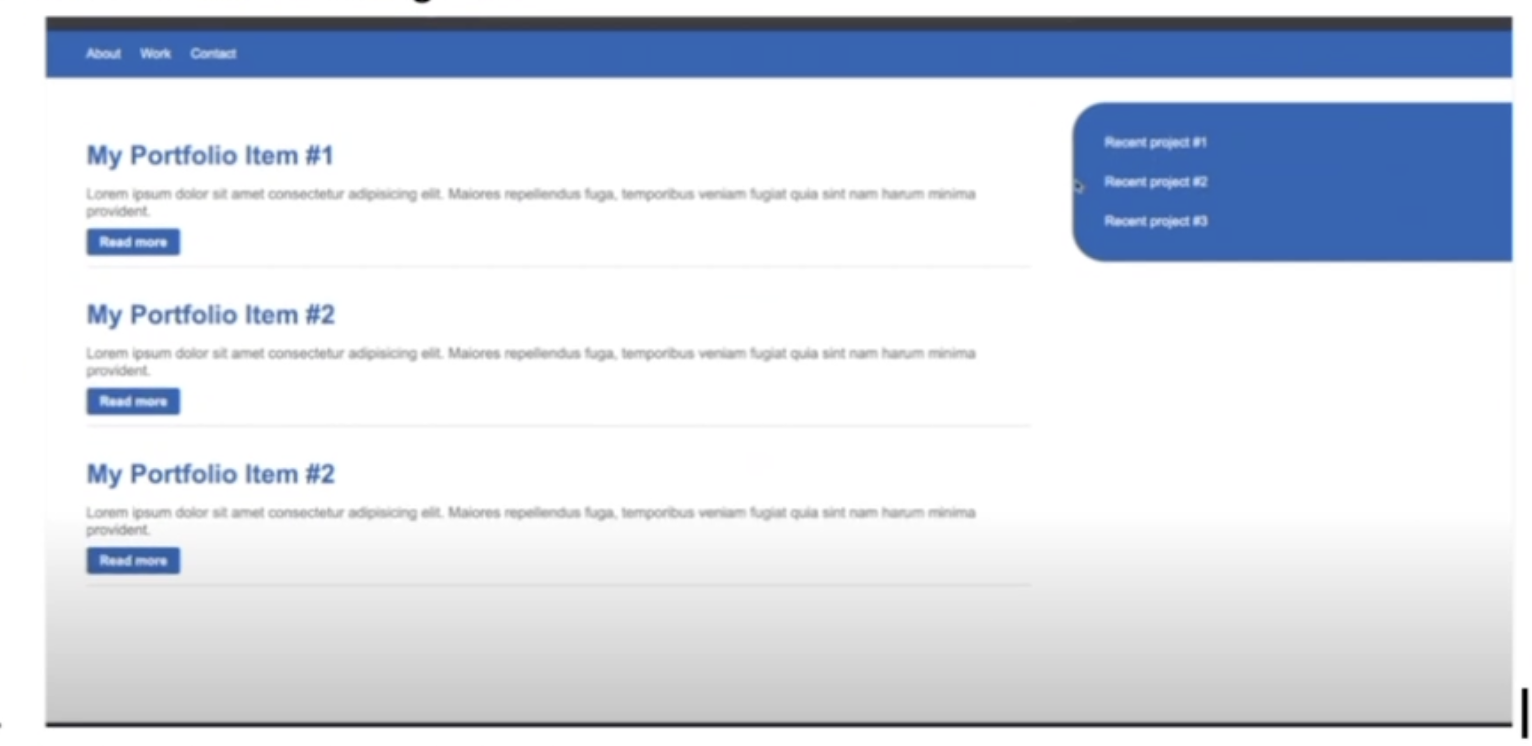 About Work Contact
My Portfolio Item #1
Lorem ipsum dolor sit amet consectetur adipisicing elit. Maiores repellendus fuga, temporibus veniam fugiat quia sint nam harum minima
provident.
Read more
My Portfolio Item #2
Lorem ipsum dolor sit amet consectetur adipisicing elit. Maiores repellendus fuga, temporibus veniam fugiat quia sint nam harum minima
provident.
Read more
My Portfolio Item #2
Lorem ipsum dolor sit amet consectetur adipisicing elit. Maiores repellendus fuga, temporibus veniam fugiat quia sint nam harum minima
provident.
Read more
Recent project #1
Recent project #2
Recent project #3